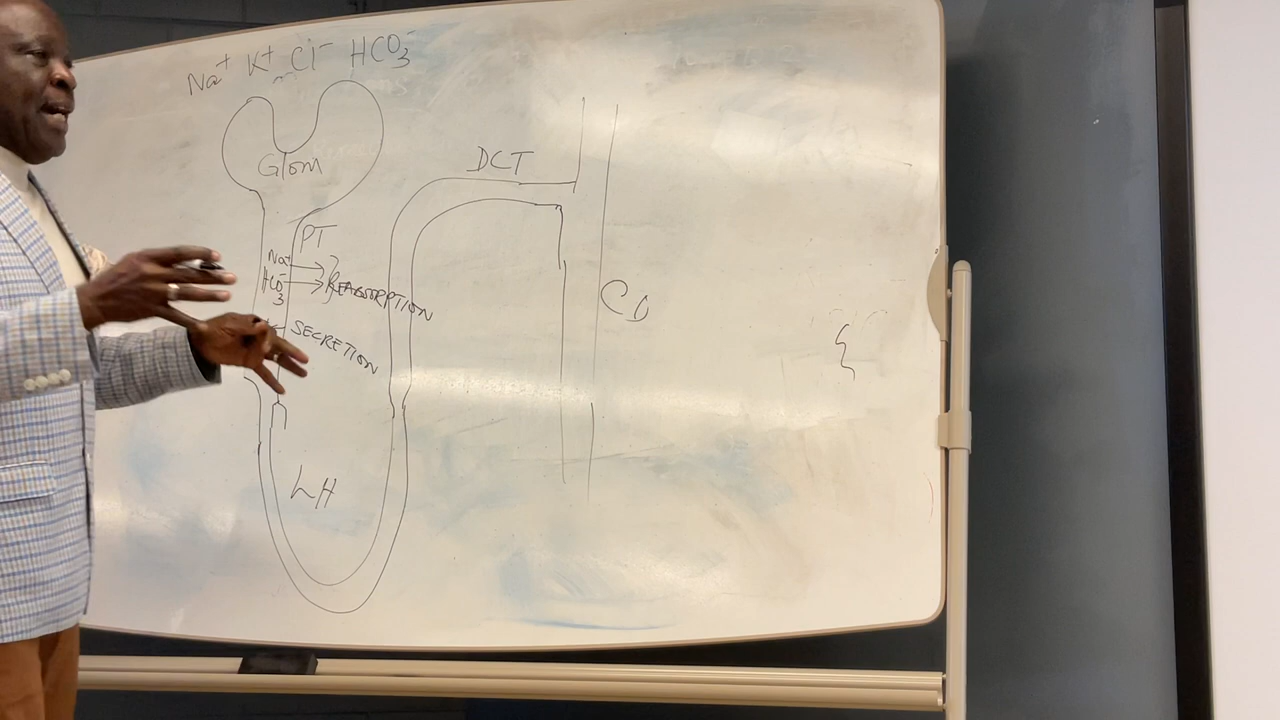 Na+ K+ Cl- HCO3-
Glom
DCT
PT
Na+
HCO3-
REABSORPTION
CD
SECRETION
LH